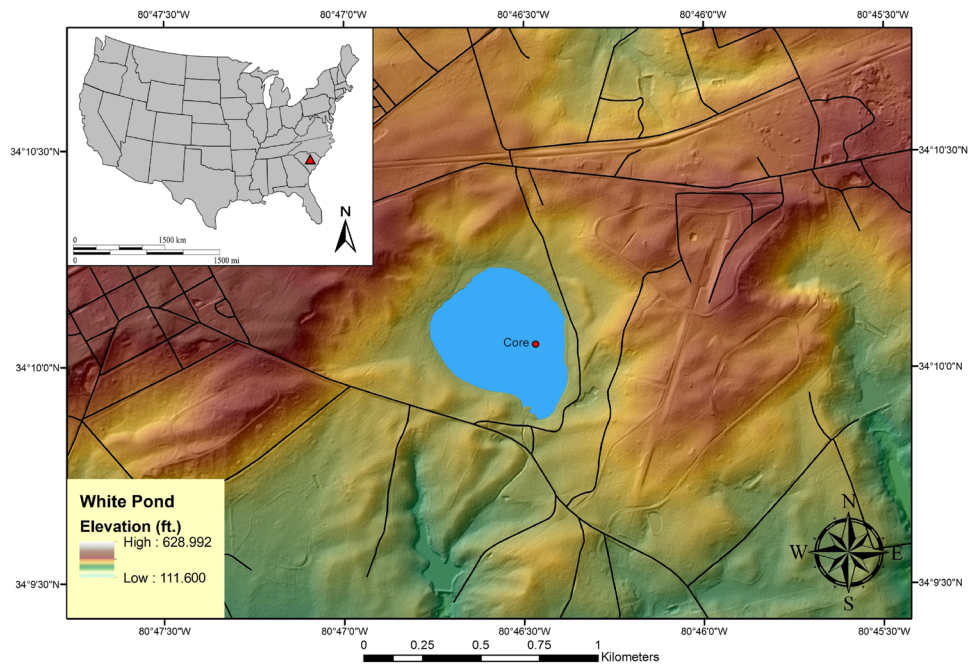 80°47'30"W 80°47'0"W 80°46'30"W 80°46'0"W 80°45'30"W
N
0 1500 km
0 1500 mi
34°10'30"N 34°10'30"N
Core
34°10'0"N 34°10'0"N
White Pond
Elevation (ft.)
High : 628.992
Low : 111.600
N
W E
S
34°9'30"N 34°9'30"N
80°47'30"W 80°47'0"W 80°46'30"W 80°46'0"W 80°45'30"W
0 0.25 0.5 0.75 1
Kilometers